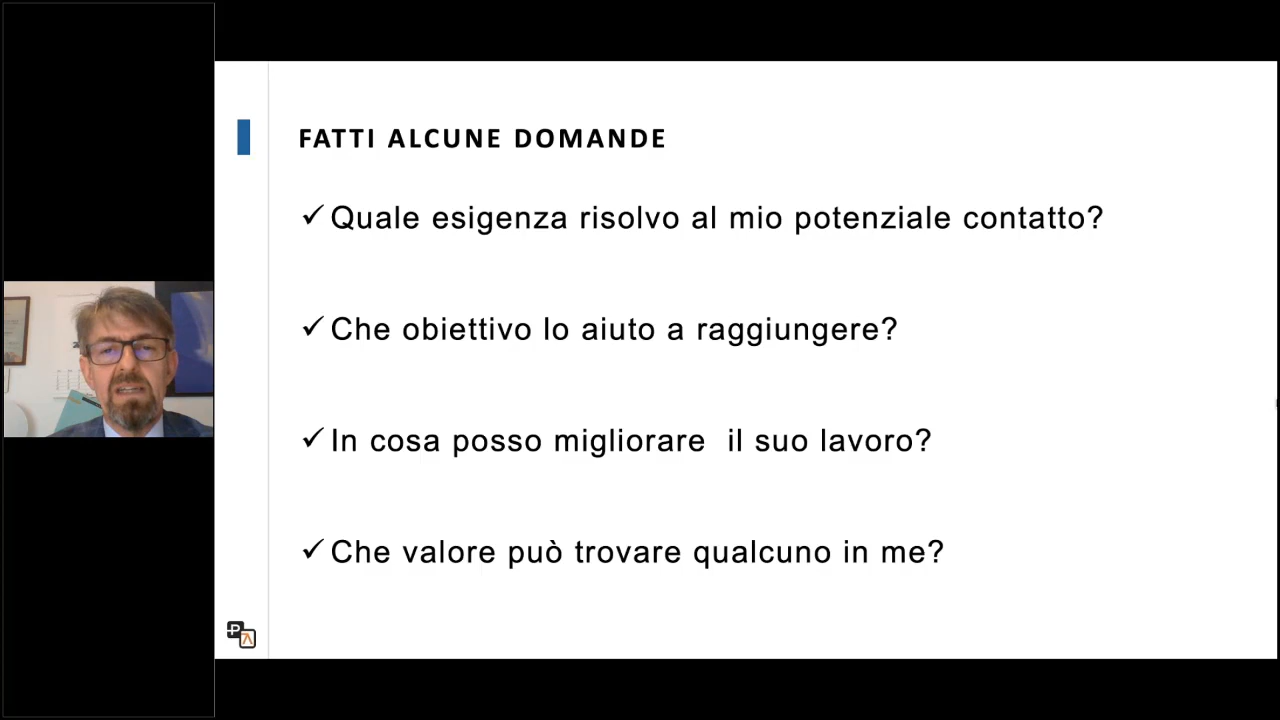 FATTI ALCUNE DOMANDE
✓ Quale esigenza risolvo al mio potenziale contatto?
✓ Che obiettivo lo aiuto a raggiungere?
✓ In cosa posso migliorare  il suo lavoro?
✓ Che valore può trovare qualcuno in me?